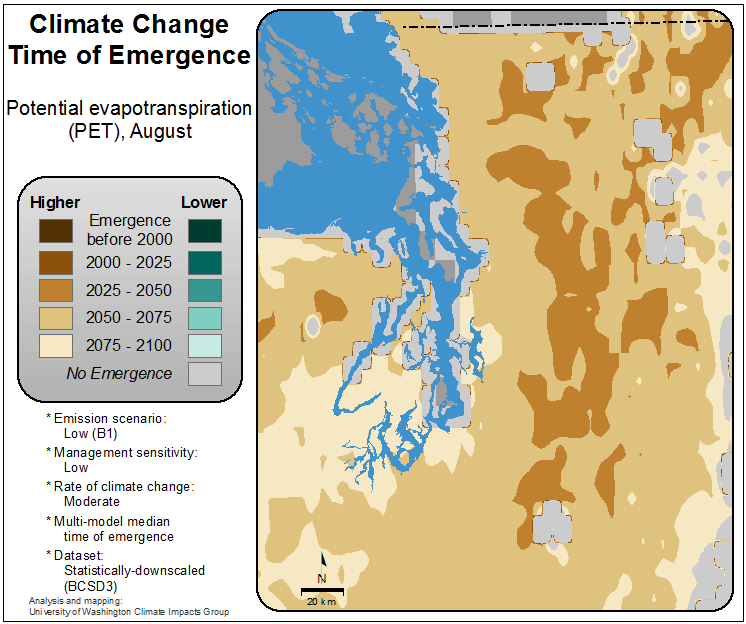 Climate Change
Time of Emergence
Potential evapotranspiration
(PET), August
Higher Lower
Emergence
before 2000
2000 - 2025
2025 - 2050
2050 - 2075
2075 - 2100
No Emergence
* Emission scenario:
Low (B1)
* Management sensitivity:
Low
* Rate of climate change:
Moderate
* Multi-model median
time of emergence
* Dataset:
Statistically-downscaled
(BCSD3)
Analysis and mapping:
University of Washington Climate Impacts Group
N
20 km